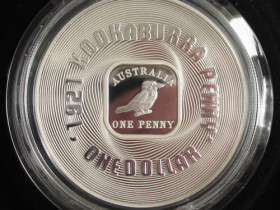 · 1921 KOOKABURRA PENNY ·
ONE DOLLAR
AUSTRALIA
ONE PENNY